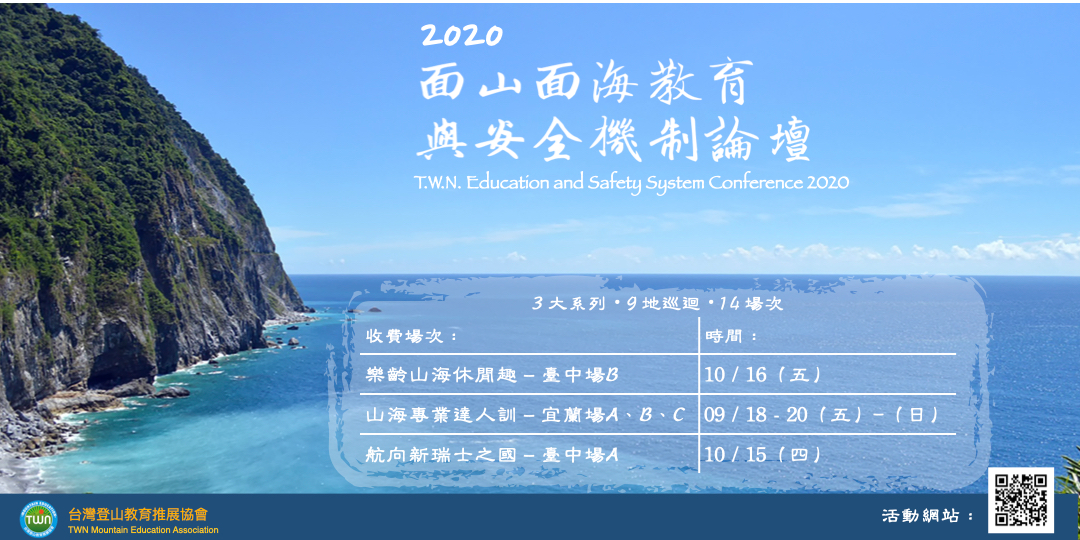 2020
面山面海教育
與安全機制論壇
T.W.N. Education and Safety System Conference 2020
3大系列・9地巡迴・14場次
收費場次： 時間：
樂齡山海休閒趣－臺中場B 10 / 16（五）
山海專業達人訓－宜蘭場A、B、C 09 / 18 - 20（五）－（日）
航向新瑞士之國－臺中場A 10 / 15（四）
TWN
台灣登山教育推展協會
TWN Mountain Education Association
活動網站：